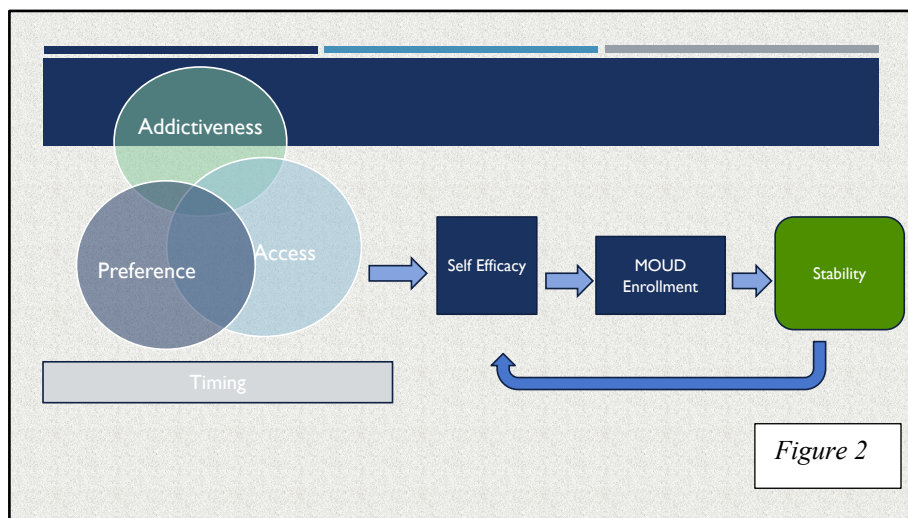 Addictiveness
Preference
Access
Timing
Self Efficacy
MOUD
Enrollment
Stability
Figure 2